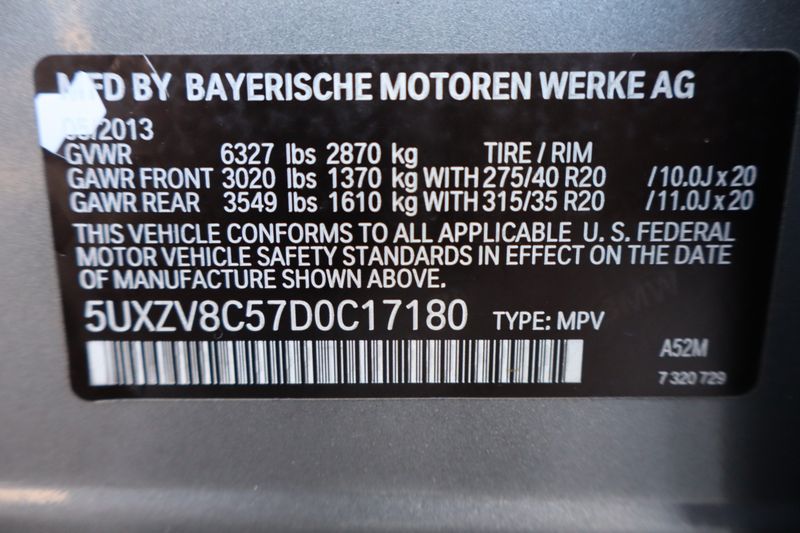 MFD BY BAYERISCHE MOTOREN WERKE AG
05/2013
GVWR 6327 lbs 2870 kg TIRE / RIM
GAWR FRONT 3020 lbs 1370 kg WITH 275/40 R20 /10.0J x 20
GAWR REAR 3549 lbs 1610 kg WITH 315/35 R20 /11.0J x 20
THIS VEHICLE CONFORMS TO ALL APPLICABLE U. S. FEDERAL
MOTOR VEHICLE SAFETY STANDARDS IN EFFECT ON THE DATE
OF MANUFACTURE SHOWN ABOVE.
5UXZV8C57D0C17180 TYPE: MPV
A52M
7 320 729
BMW